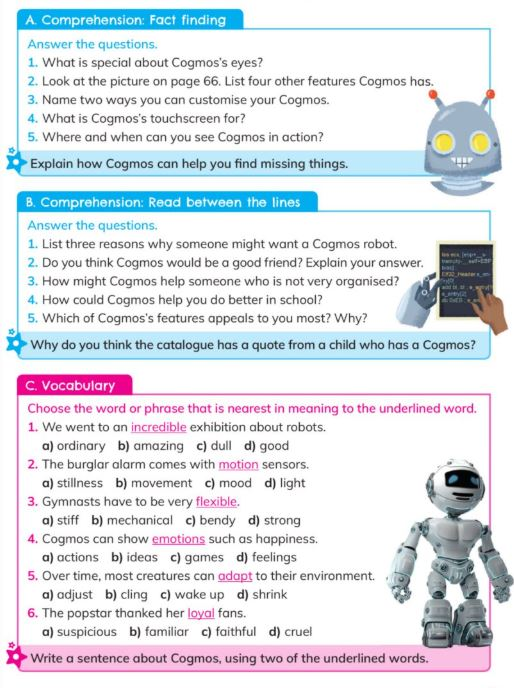 A. Comprehension: Fact finding
Answer the questions.
1. What is special about Cogmos's eyes?
2. Look at the picture on page 66. List four other features Cogmos has.
3. Name two ways you can customise your Cogmos.
4. What is Cogmos's touchscreen for?
5. Where and when can you see Cogmos in action?
Explain how Cogmos can help you find missing things.
B. Comprehension: Read between the lines
Answer the questions.
1. List three reasons why someone might want a Cogmos robot.
2. Do you think Cogmos would be a good friend? Explain your answer.
3. How might Cogmos help someone who is not very organised?
4. How could Cogmos help you do better in school?
5. Which of Cogmos's features appeals to you most? Why?
Why do you think the catalogue has a quote from a child who has a Cogmos?
C. Vocabulary
Choose the word or phrase that is nearest in meaning to the underlined word.
1. We went to an incredible exhibition about robots.
a) ordinary b) amazing c) dull d) good
2. The burglar alarm comes with motion sensors.
a) stillness b) movement c) mood d) light
3. Gymnasts have to be very flexible.
a) stiff b) mechanical c) bendy d) strong
4. Cogmos can show emotions such as happiness.
a) actions b) ideas c) games d) feelings
5. Over time, most creatures can adapt to their environment.
a) adjust b) cling c) wake up d) shrink
6. The popstar thanked her loyal fans.
a) suspicious b) familiar c) faithful d) cruel
Write a sentence about Cogmos, using two of the underlined words.